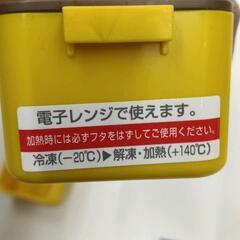 電子レンジで使えます。
加熱時には必ずフタをはずしてご使用ください。
冷凍(−20℃)▶解凍・加熱(+140℃)